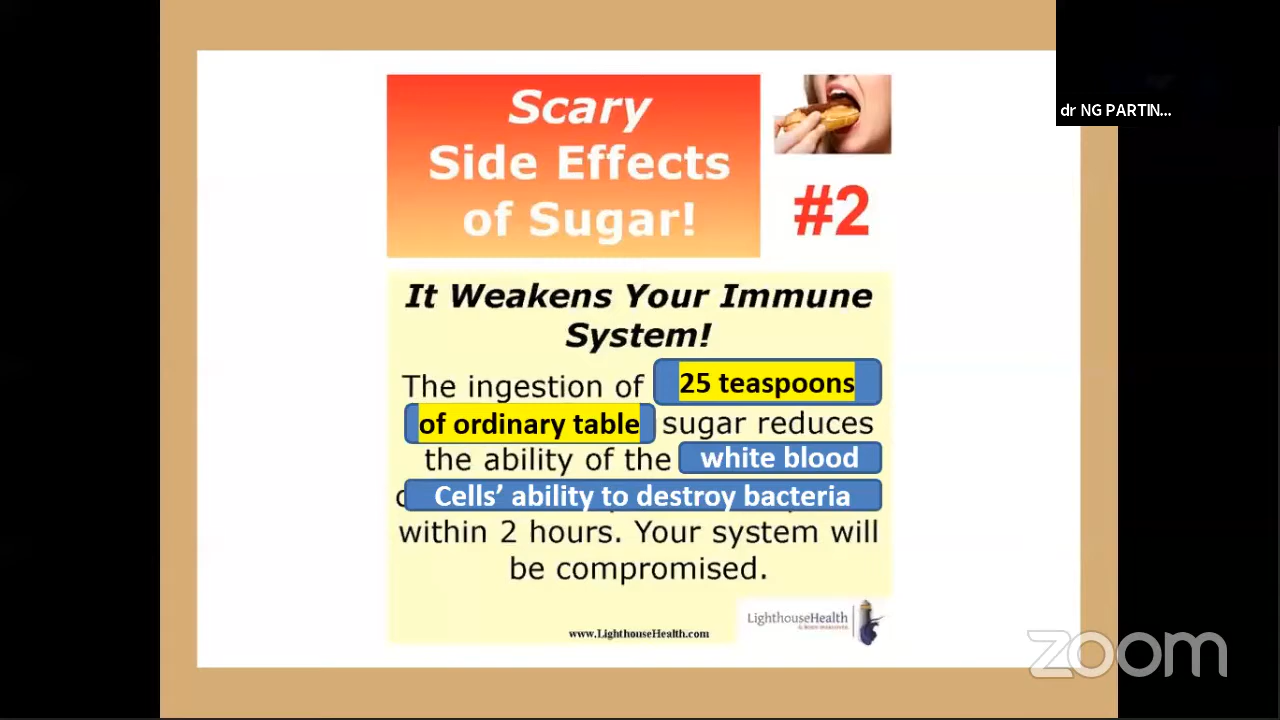 dr NG PARTIN...
Scary
Side Effects
of Sugar!
#2
It Weakens Your Immune
System!
The ingestion of 25 teaspoons
of ordinary table sugar reduces
the ability of the white blood
Cells’ ability to destroy bacteria
within 2 hours. Your system will
be compromised.
LighthouseHealth
www.LighthouseHealth.com
zoom